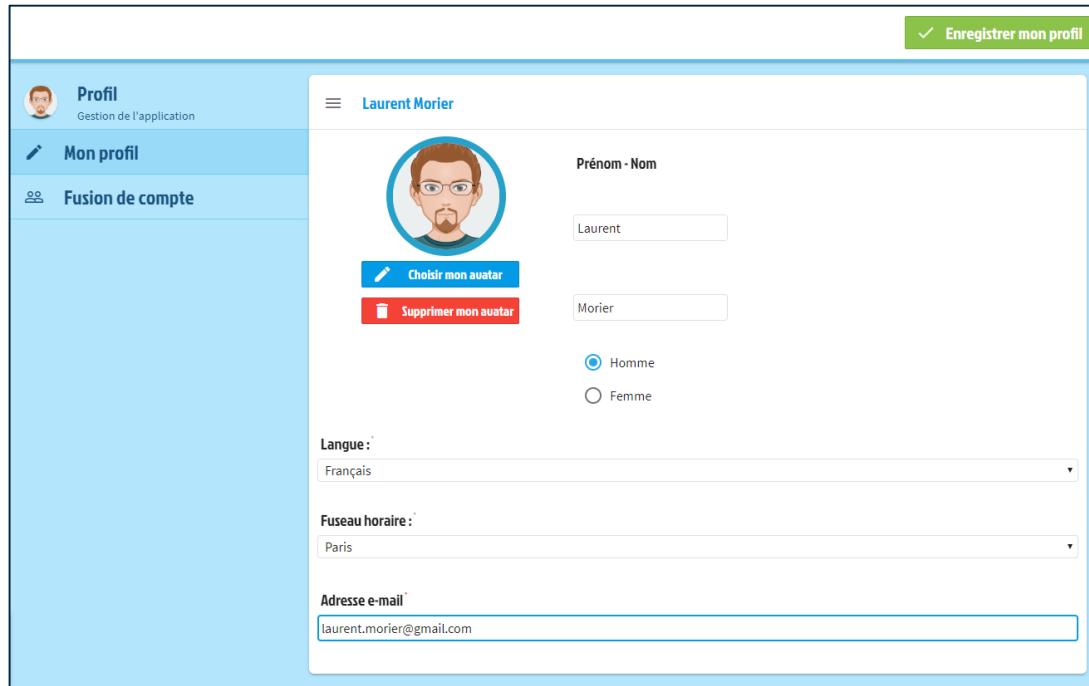 Enregistrer mon profil
Profil
Gestion de l'application
Mon profil
Fusion de compte
Laurent Morier
Prénom - Nom
Laurent
Choisir mon avatar
Supprimer mon avatar
Morier
Homme
Femme
Langue : *
Français
Fuseau horaire : *
Paris
Adresse e-mail *
laurent.morier@gmail.com